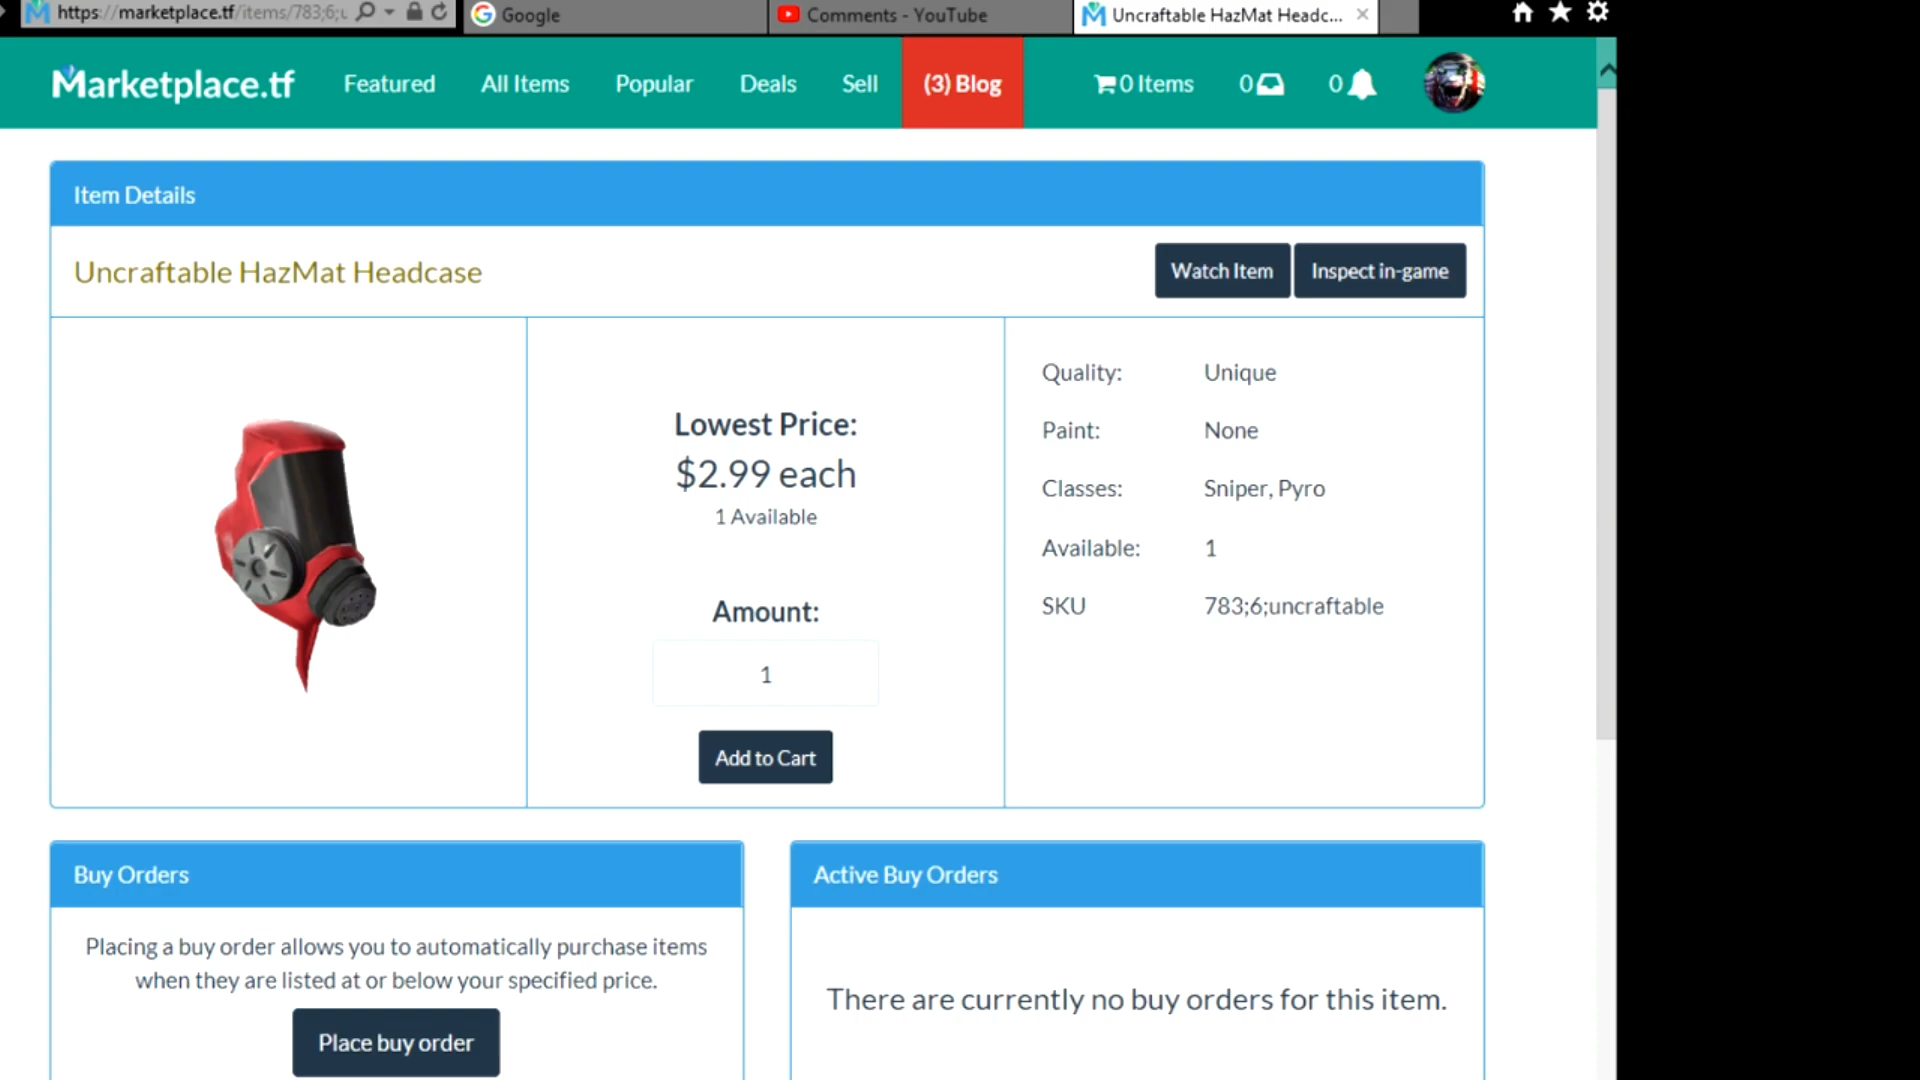 https://marketplace.tf/items/783;6;u
Google
Comments - YouTube
Uncraftable HazMat Headc...
Marketplace.tf
Featured
All Items
Popular
Deals
Sell
(3) Blog
0 Items
0
0
Item Details
Uncraftable HazMat Headcase
Watch Item
Inspect in-game
Lowest Price:
$2.99 each
1 Available
Amount:
1
Add to Cart
Quality: Unique
Paint: None
Classes: Sniper, Pyro
Available: 1
SKU 783;6;uncraftable
Buy Orders
Placing a buy order allows you to automatically purchase items
when they are listed at or below your specified price.
Place buy order
Active Buy Orders
There are currently no buy orders for this item.